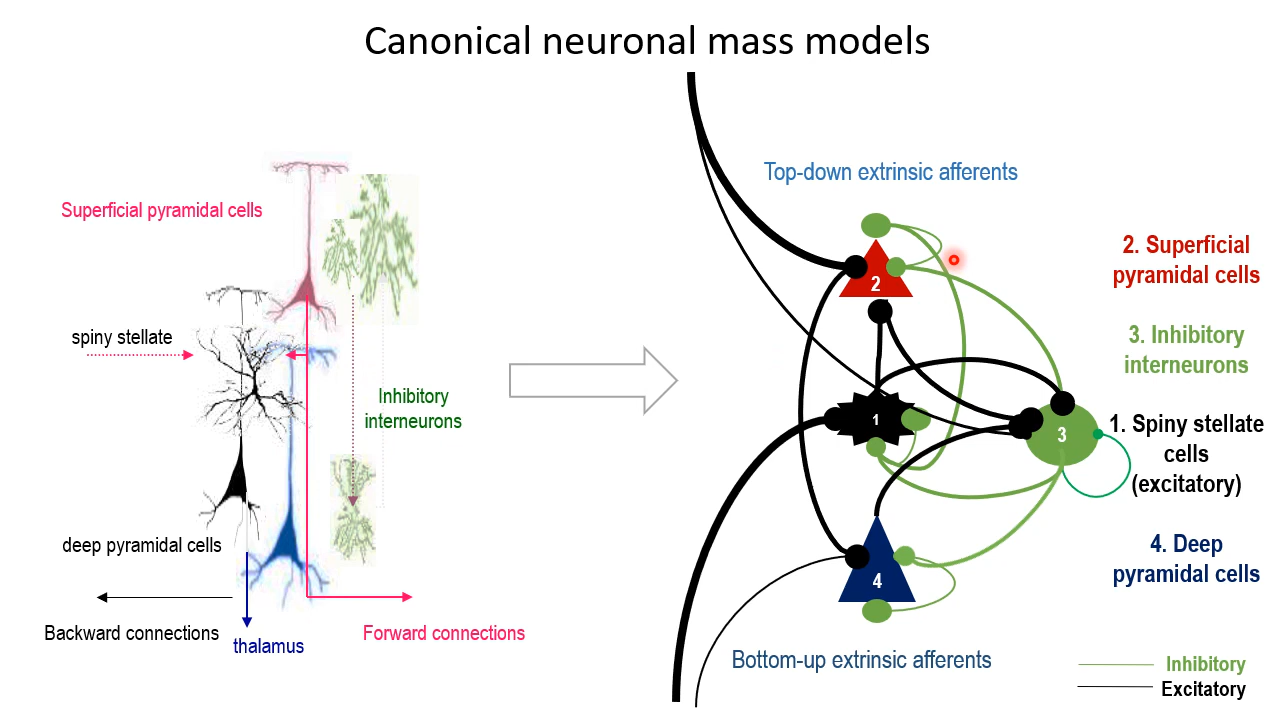 Canonical neuronal mass models
Superficial pyramidal cells
spiny stellate
Inhibitory
interneurons
deep pyramidal cells
Backward connections
thalamus
Forward connections
Top-down extrinsic afferents
2
1
3
4
Bottom-up extrinsic afferents
2. Superficial
pyramidal cells
3. Inhibitory
interneurons
1. Spiny stellate
cells
(excitatory)
4. Deep
pyramidal cells
Inhibitory
Excitatory